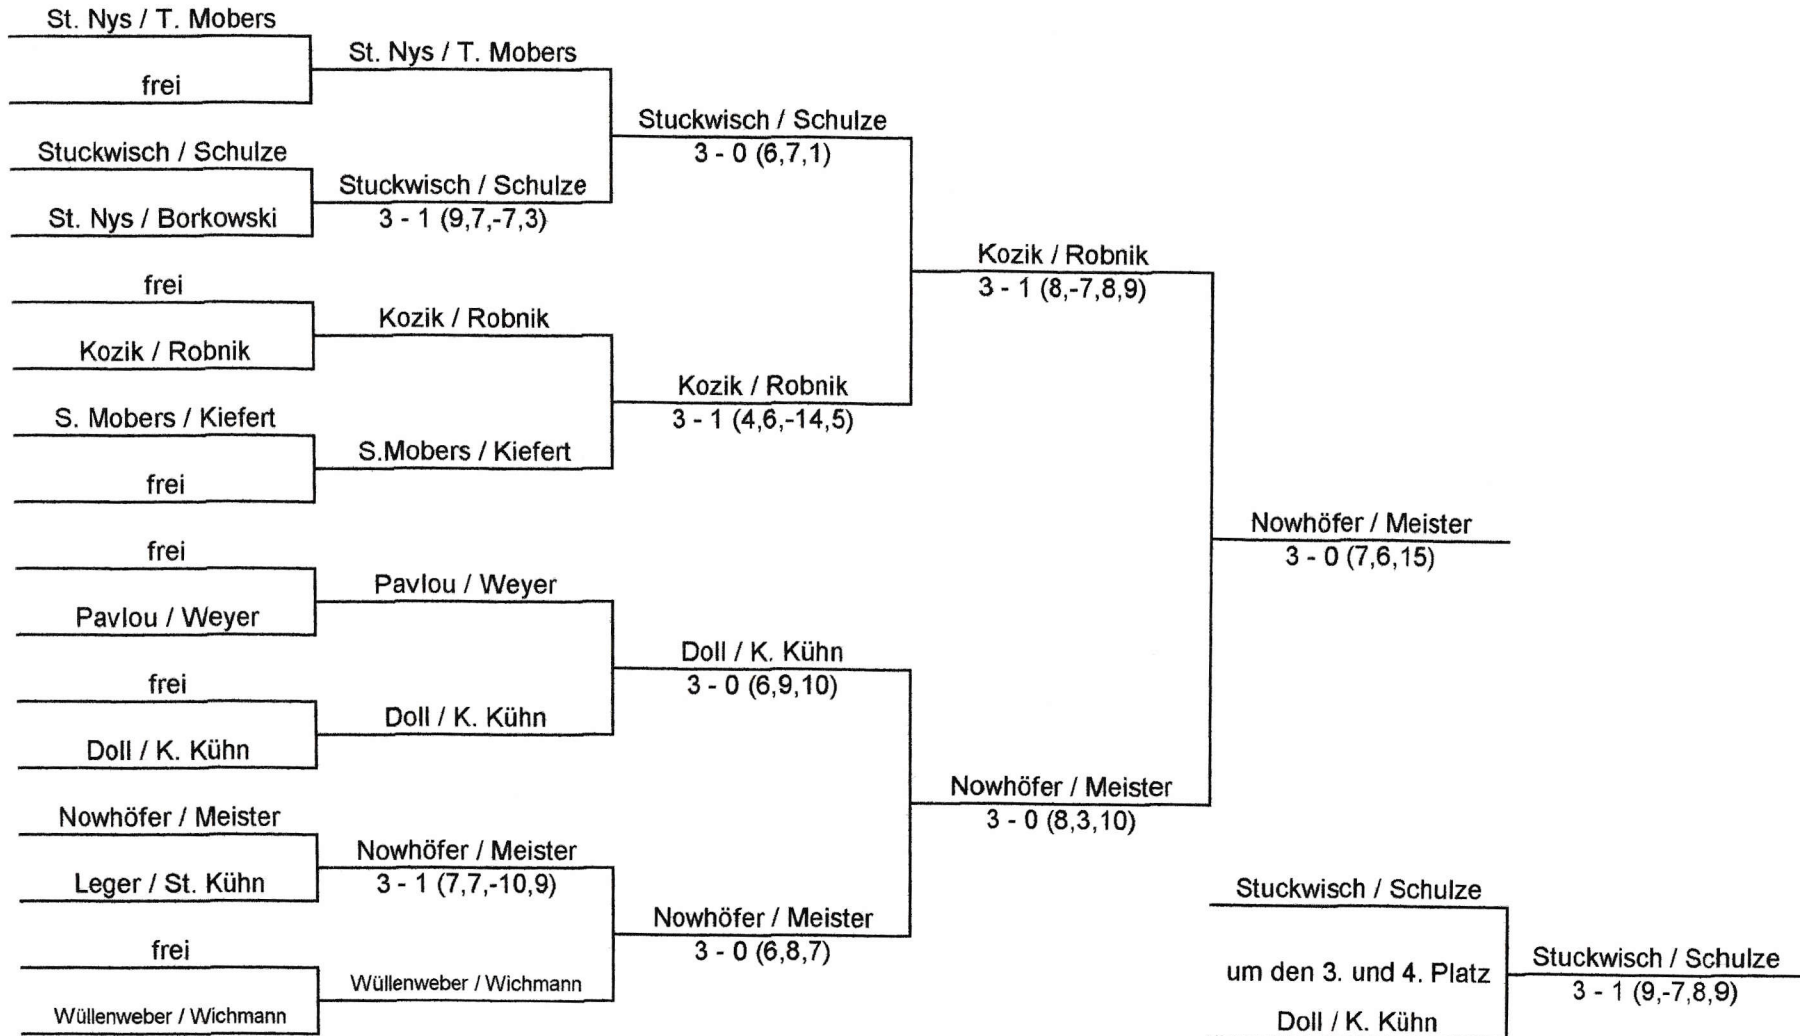 St. Nys / T. Mobers
frei
Stuckwisch / Schulze
St. Nys / Borkowski
frei
Kozik / Robnik
S. Mobers / Kiefert
frei
frei
Pavlou / Weyer
frei
Doll / K. Kühn
Nowhöfer / Meister
Leger / St. Kühn
frei
Wüllenweber / Wichmann
St. Nys / T. Mobers
Stuckwisch / Schulze
3 - 1 (9,7,-7,3)
Kozik / Robnik
S.Mobers / Kiefert
Pavlou / Weyer
Doll / K. Kühn
Nowhöfer / Meister
3 - 1 (7,7,-10,9)
Wüllenweber / Wichmann
Stuckwisch / Schulze
3 - 0 (6,7,1)
Kozik / Robnik
3 - 1 (4,6,-14,5)
Doll / K. Kühn
3 - 0 (6,9,10)
Nowhöfer / Meister
3 - 0 (6,8,7)
Kozik / Robnik
3 - 1 (8,-7,8,9)
Nowhöfer / Meister
3 - 0 (8,3,10)
Nowhöfer / Meister
3 - 0 (7,6,15)
Stuckwisch / Schulze
um den 3. und 4. Platz
Doll / K. Kühn
Stuckwisch / Schulze
3 - 1 (9,-7,8,9)